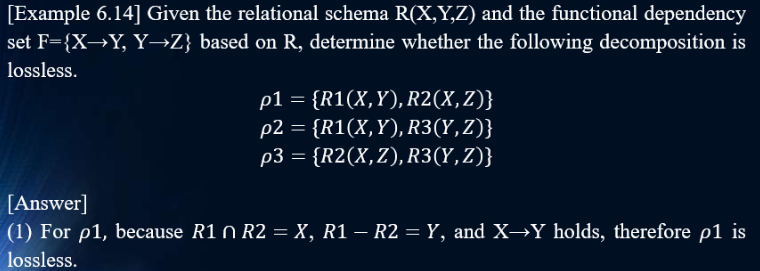 [Example 6.14] Given the relational schema R(X,Y,Z) and the functional dependency
set F={X→Y, Y→Z} based on R, determine whether the following decomposition is
lossless.
ρ1 = {R1(X,Y),R2(X,Z)}
ρ2 = {R1(X,Y),R3(Y,Z)}
ρ3 = {R2(X,Z),R3(Y,Z)}
[Answer]
(1) For ρ1, because R1 ∩ R2 = X, R1 − R2 = Y, and X→Y holds, therefore ρ1 is
lossless.